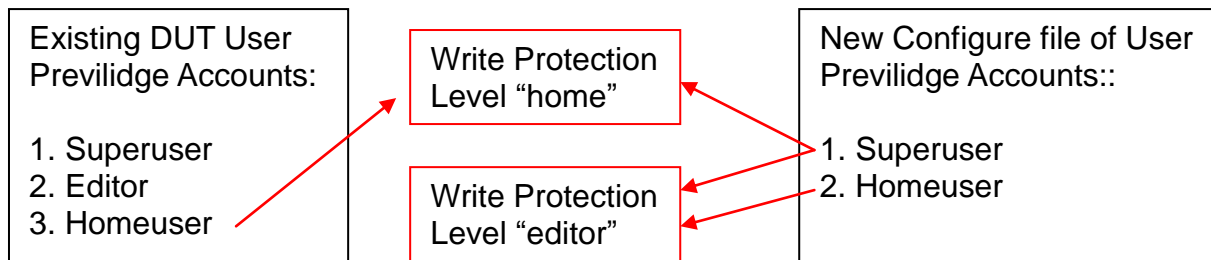 Existing DUT User
Previlidge Accounts:
1. Superuser
2. Editor
3. Homeuser
Write Protection
Level “home”
Write Protection
Level “editor”
New Configure file of User
Previlidge Accounts::
1. Superuser
2. Homeuser